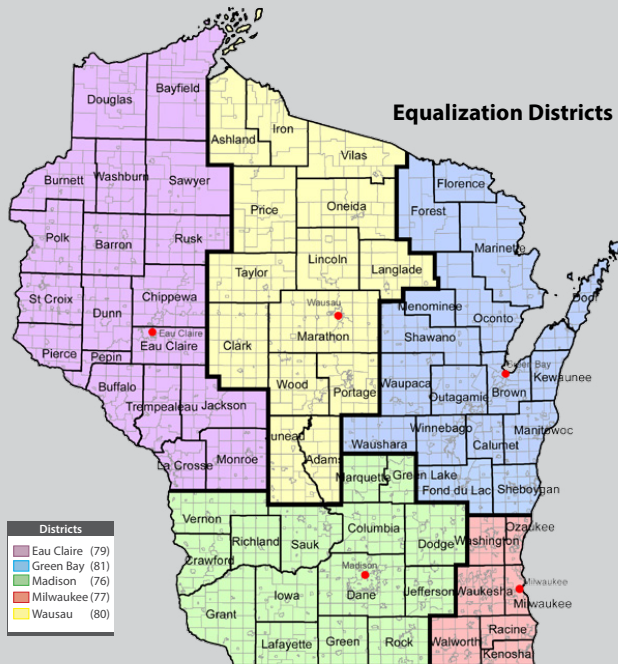 Equalization Districts
Bayfield
Douglas
Ashland
Iron
Vilas
Burnett
Washburn
Sawyer
Florence
Price
Oneida
Forest
Polk
Barron
Rusk
Marinette
Taylor
Lincoln
Langlade
St Croix
Dunn
Chippewa
Wausau
Menominee
Door
Oconto
Eau Claire
Eau Claire
Clark
Marathon
Shawano
Pierce
Pepin
Green Bay
Kewaunee
Buffalo
Wood
Portage
Waupaca
Outagamie
Brown
Trempealeau
Jackson
Winnebago
Manitowoc
Juneau
Adams
Waushara
Calumet
La Crosse
Monroe
Marquette
Green Lake
Fond du Lac
Sheboygan
Vernon
Richland
Sauk
Columbia
Dodge
Washington
Ozaukee
Crawford
Madison
Dane
Iowa
Jefferson
Waukesha
Milwaukee
Milwaukee
Grant
Lafayette
Green
Rock
Walworth
Racine
Kenosha
Districts
Eau Claire (79)
Green Bay (81)
Madison (76)
Milwaukee (77)
Wausau (80)